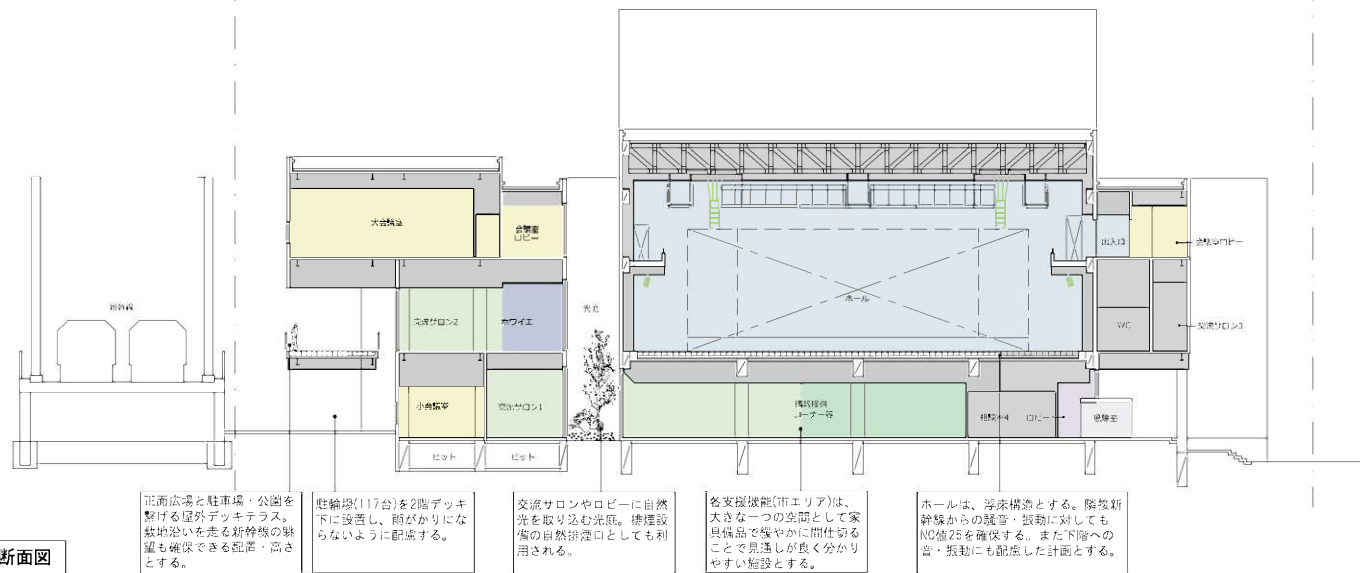 大会議室
会議室
ロビー
出入口
会議室ロビー
新幹線
交流サロン2
ホワイエ
光庭
ホール
WC
小会議室
交流サロン1
コーナー等
ロビー
風除室
ピット
ピット
正面広場と駐車場・公園を
繋げる屋外デッキテラス。
敷地沿いを走る新幹線の眺
望も確保できる配置・高さ
とする。
駐輪場(117台)を2階デッキ
下に設置し、雨がかりにな
らないように配慮する。
交流サロンやロビーに自然
光を取り込む光庭。排煙設
備の自然排煙口としても利
用される。
各支援機能(市エリア)は、
大きな一つの空間として家
具備品で緩やかに間仕切る
ことで見通しが良く分かり
やすい施設とする。
ホールは、浮床構造とする。隣接新
幹線からの騒音・振動に対しても
NC値25を確保する。また下階への
音・振動にも配慮した計画とする。
断面図